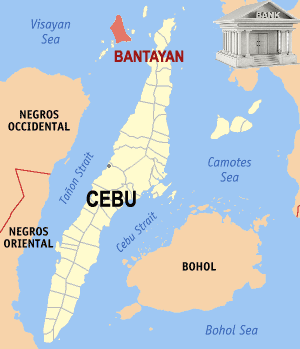 Visayan
Sea
BANK
BANTAYAN
NEGROS
OCCIDENTAL
Tañon Strait
Camotes
Sea
CEBU
Cebu Strait
NEGROS
ORIENTAL
BOHOL
Bohol Sea